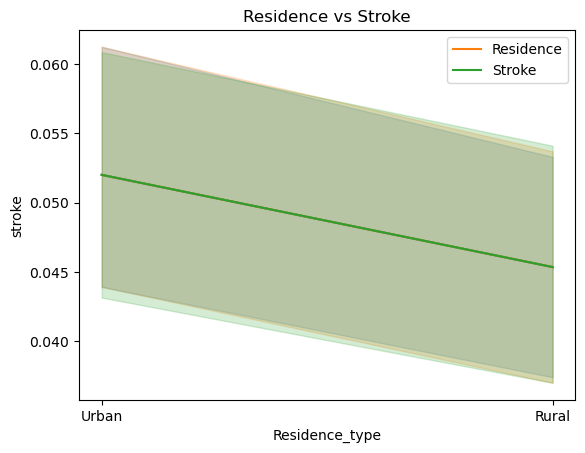 Residence vs Stroke
Residence
Stroke
0.060
0.055
0.050
0.045
0.040
stroke
Urban
Rural
Residence_type